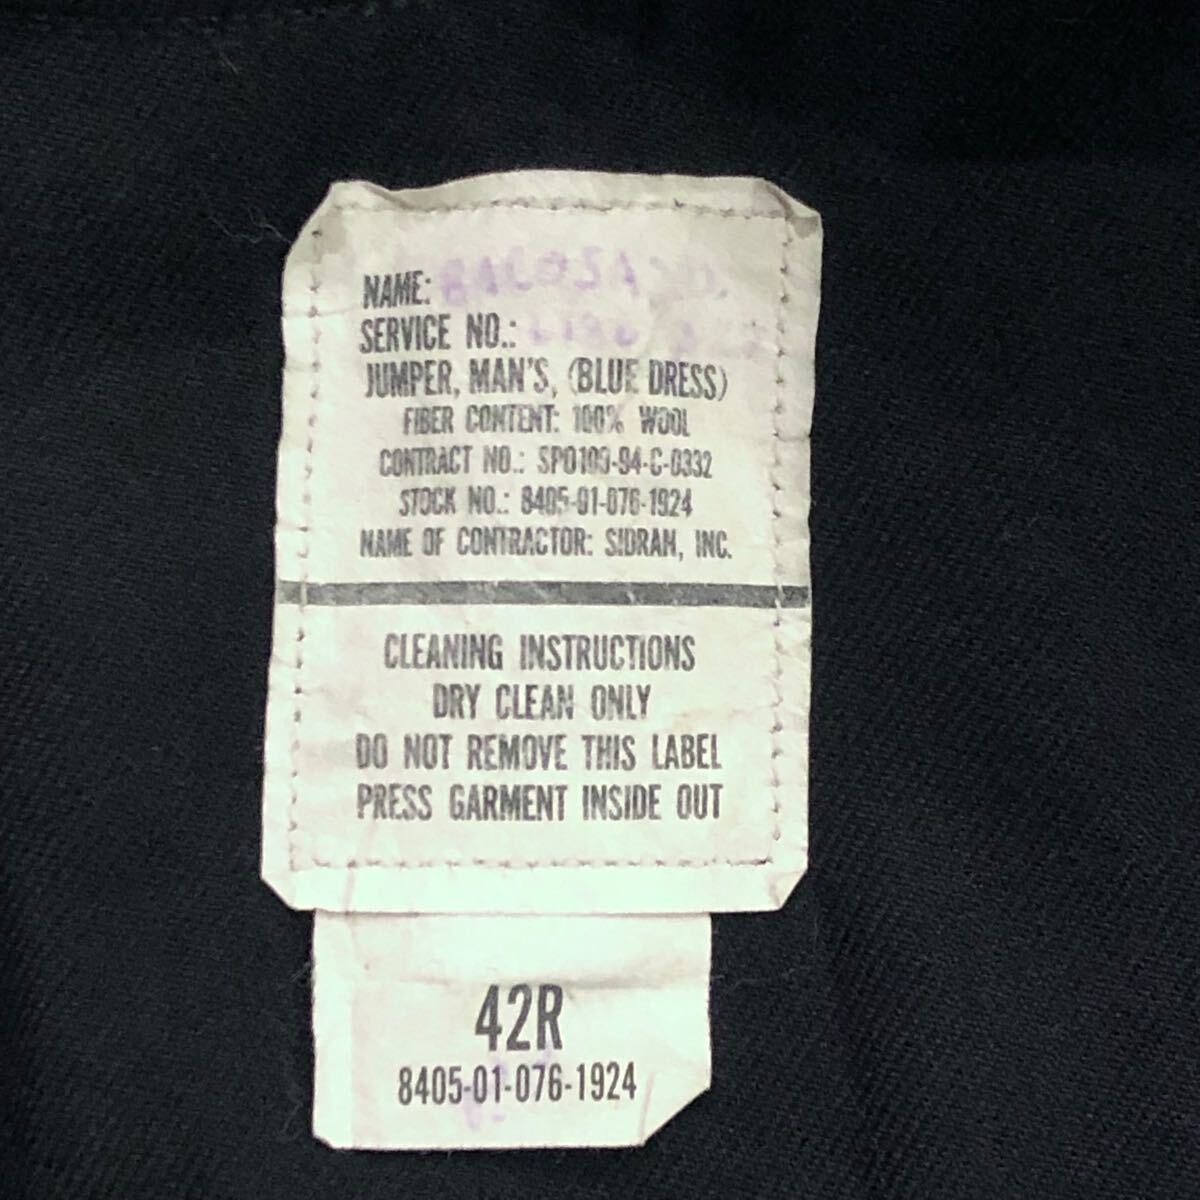 NAME:
SERVICE NO.:
JUMPER, MAN'S, (BLUE DRESS)
FIBER CONTENT: 100% WOOL
CONTRACT NO.: SPO100-94-C-0332
STOCK NO.: 8405-01-076-1924
NAME OF CONTRACTOR: SIDRAN, INC.
CLEANING INSTRUCTIONS
DRY CLEAN ONLY
DO NOT REMOVE THIS LABEL
PRESS GARMENT INSIDE OUT
42R
8405-01-076-1924